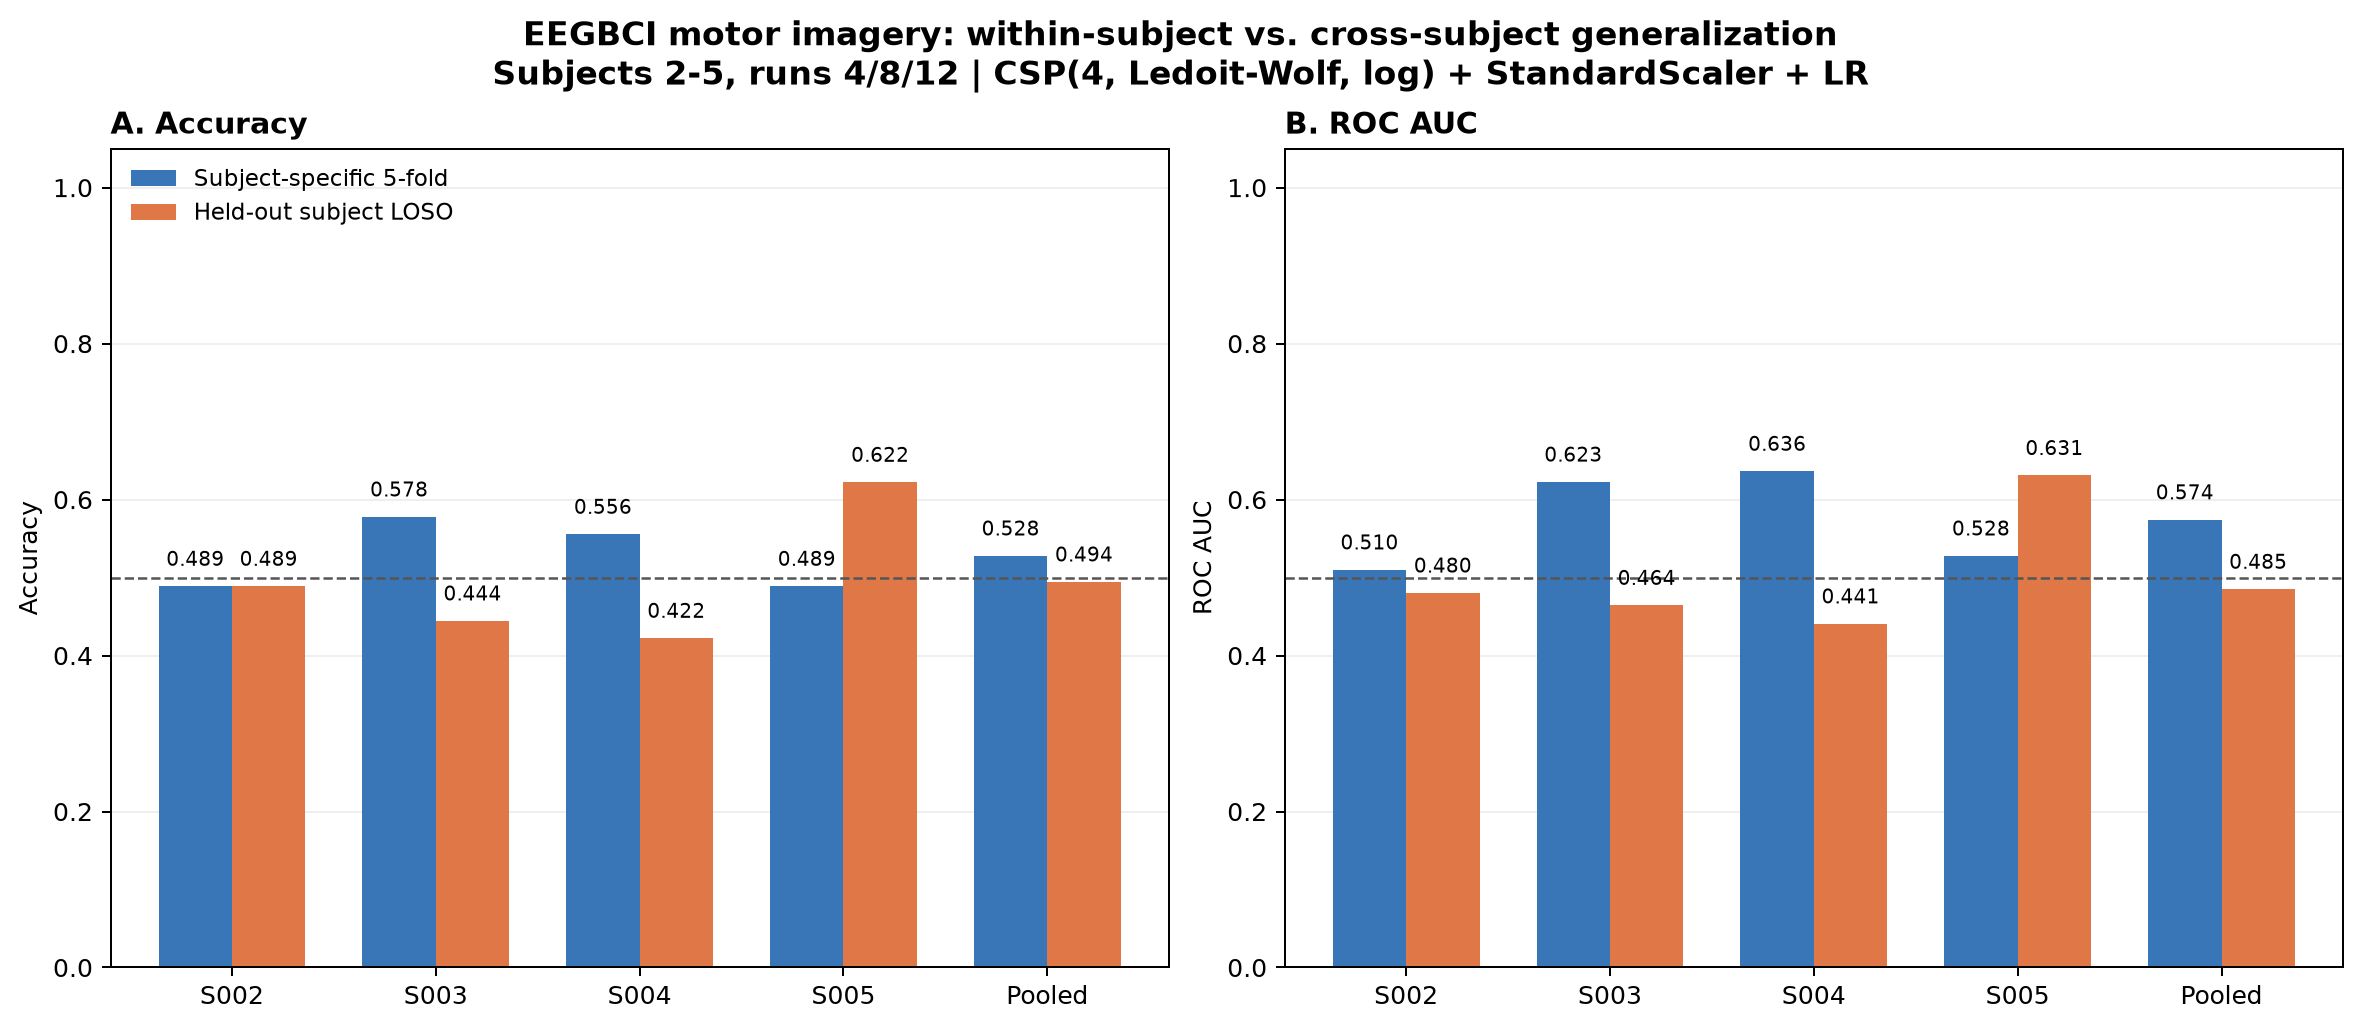 EEGBCI motor imagery: within-subject vs. cross-subject generalization
Subjects 2-5, runs 4/8/12 | CSP(4, Ledoit-Wolf, log) + StandardScaler + LR
A. Accuracy
Subject-specific 5-fold
Held-out subject LOSO
Accuracy
1.0
0.8
0.6
0.4
0.2
0.0
0.489 0.489
0.578 0.444
0.556 0.422
0.489 0.622
0.528 0.494
S002 S003 S004 S005 Pooled
B. ROC AUC
ROC AUC
1.0
0.8
0.6
0.4
0.2
0.0
0.510 0.480
0.623 0.464
0.636 0.441
0.528 0.631
0.574 0.485
S002 S003 S004 S005 Pooled